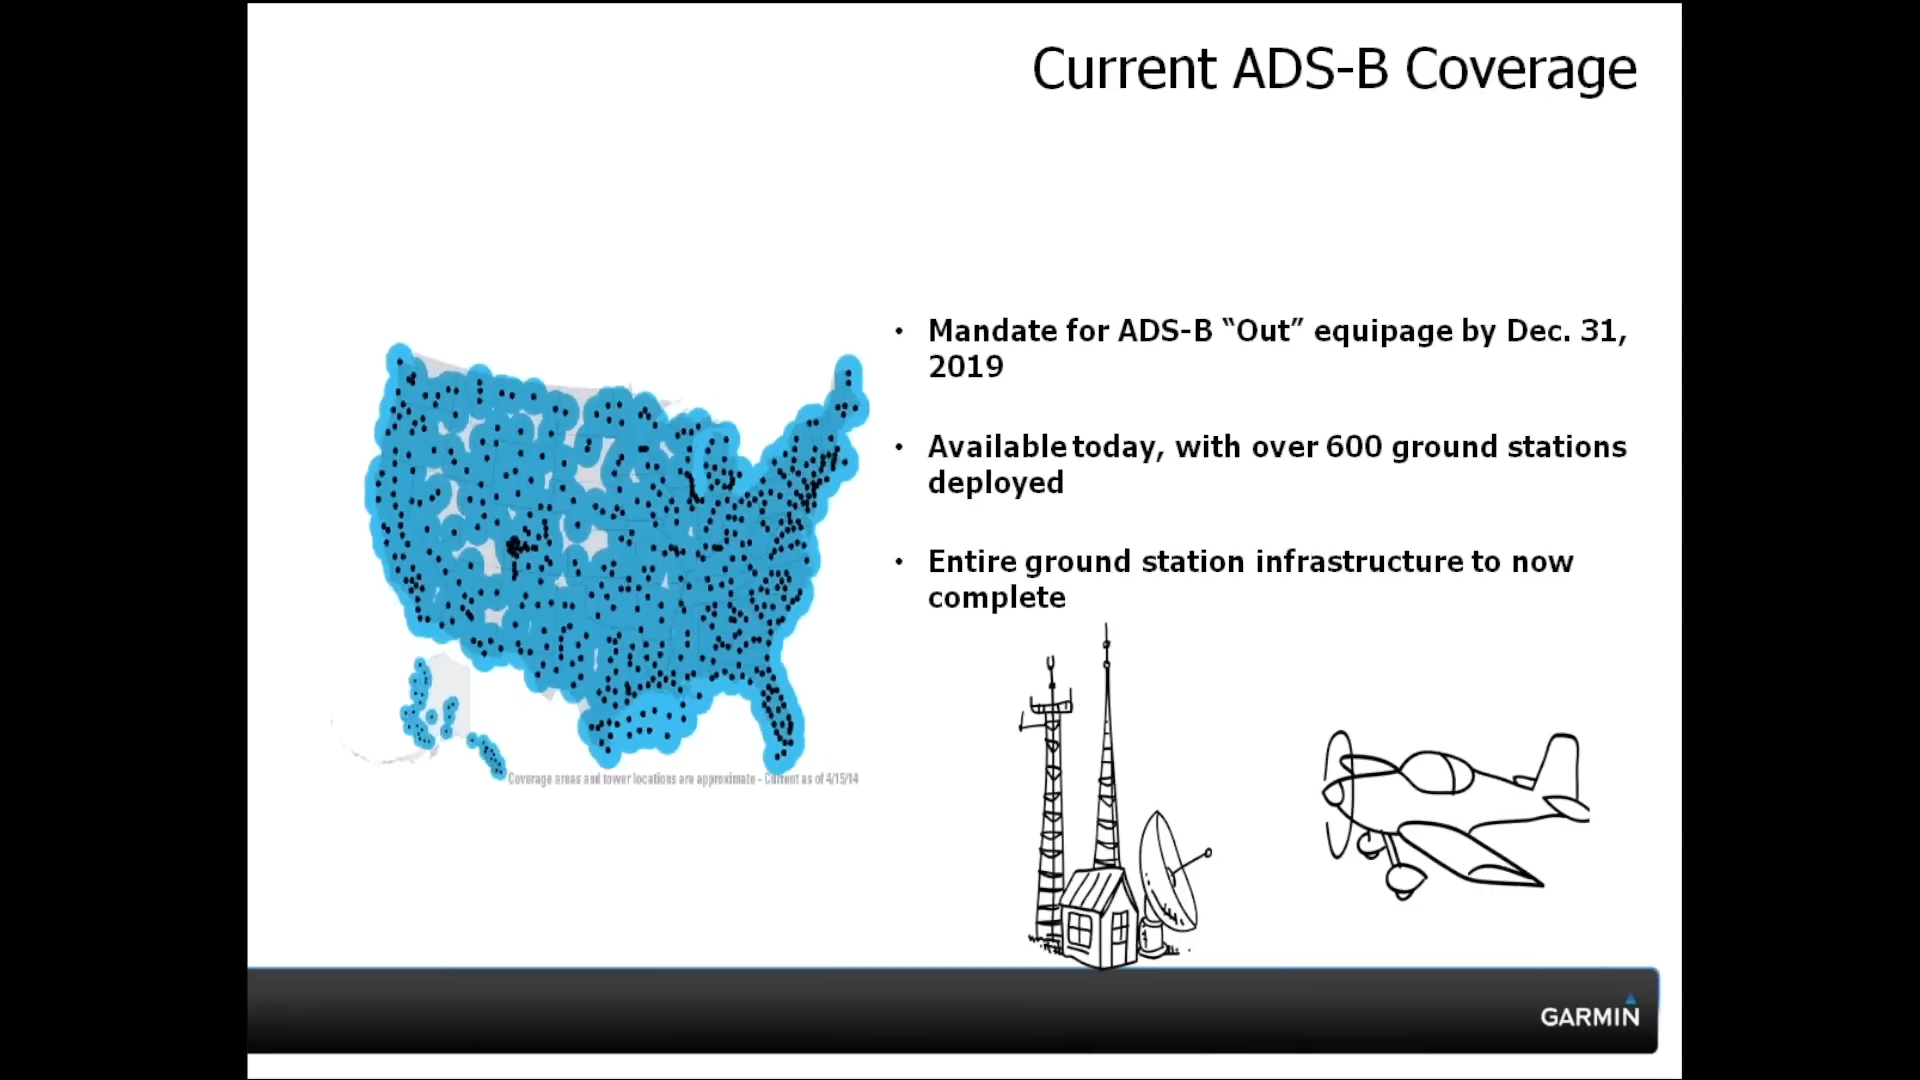 Current ADS-B Coverage
• Mandate for ADS-B “Out” equipage by Dec. 31,
2019
• Available today, with over 600 ground stations
deployed
• Entire ground station infrastructure to now
complete
Coverage areas and tower locations are approximate - Current as of 4/15/14
GARMIN